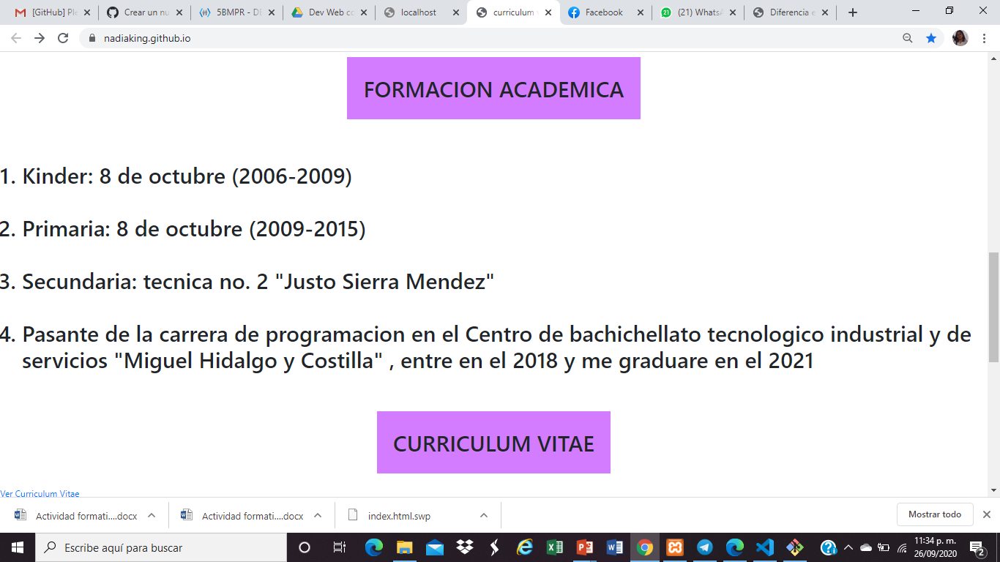 [GitHub] Ple
Crear un nu
5BMPR - DE
Dev Web co
localhost
curriculum
Facebook
(21) WhatsA
Diferencia e
nadiaking.github.io
FORMACION ACADEMICA
1. Kinder: 8 de octubre (2006-2009)
2. Primaria: 8 de octubre (2009-2015)
3. Secundaria: tecnica no. 2 "Justo Sierra Mendez"
4. Pasante de la carrera de programacion en el Centro de bachichellato tecnologico industrial y de
servicios "Miguel Hidalgo y Costilla" , entre en el 2018 y me graduare en el 2021
CURRICULUM VITAE
Ver Curriculum Vitae
Actividad formati....docx
Actividad formati....docx
index.html.swp
Mostrar todo
Escribe aquí para buscar
11:34 p. m.
26/09/2020
2